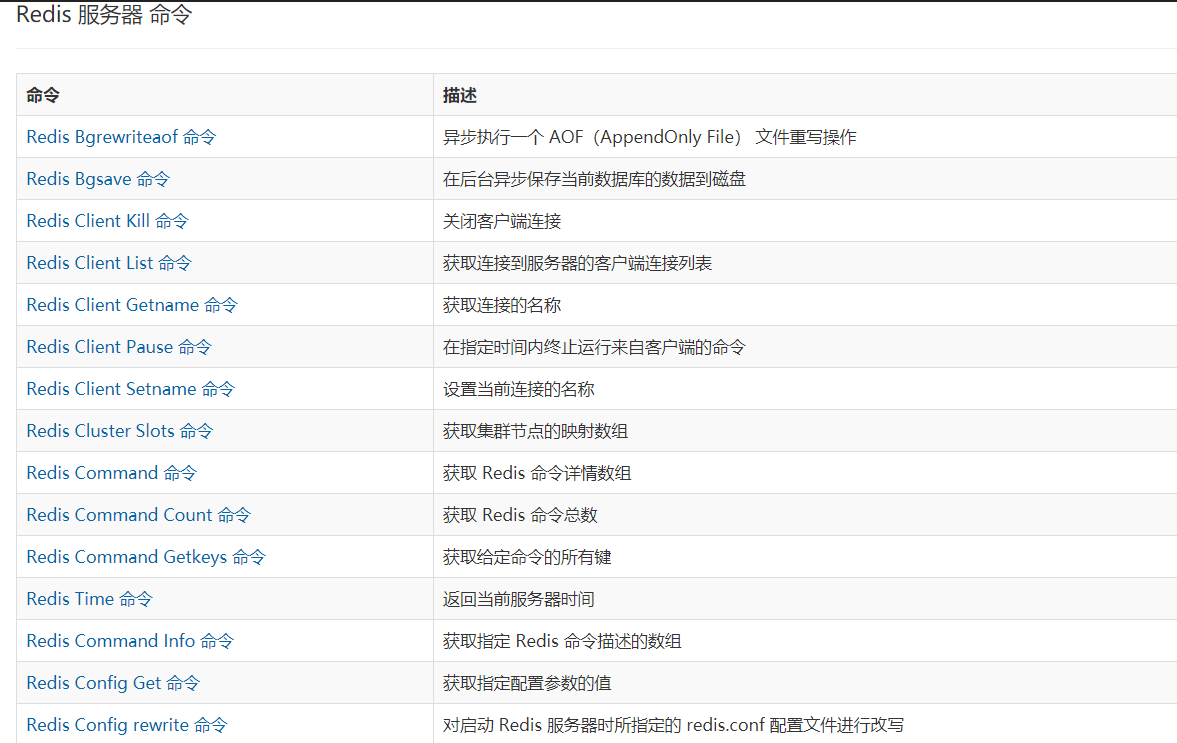 Redis 服务器 命令
命令 描述
Redis Bgrewriteaof 命令 异步执行一个 AOF（AppendOnly File） 文件重写操作
Redis Bgsave 命令 在后台异步保存当前数据库的数据到磁盘
Redis Client Kill 命令 关闭客户端连接
Redis Client List 命令 获取连接到服务器的客户端连接列表
Redis Client Getname 命令 获取连接的名称
Redis Client Pause 命令 在指定时间内终止运行来自客户端的命令
Redis Client Setname 命令 设置当前连接的名称
Redis Cluster Slots 命令 获取集群节点的映射数组
Redis Command 命令 获取 Redis 命令详情数组
Redis Command Count 命令 获取 Redis 命令总数
Redis Command Getkeys 命令 获取给定命令的所有键
Redis Time 命令 返回当前服务器时间
Redis Command Info 命令 获取指定 Redis 命令描述的数组
Redis Config Get 命令 获取指定配置参数的值
Redis Config rewrite 命令 对启动 Redis 服务器时所指定的 redis.conf 配置文件进行改写